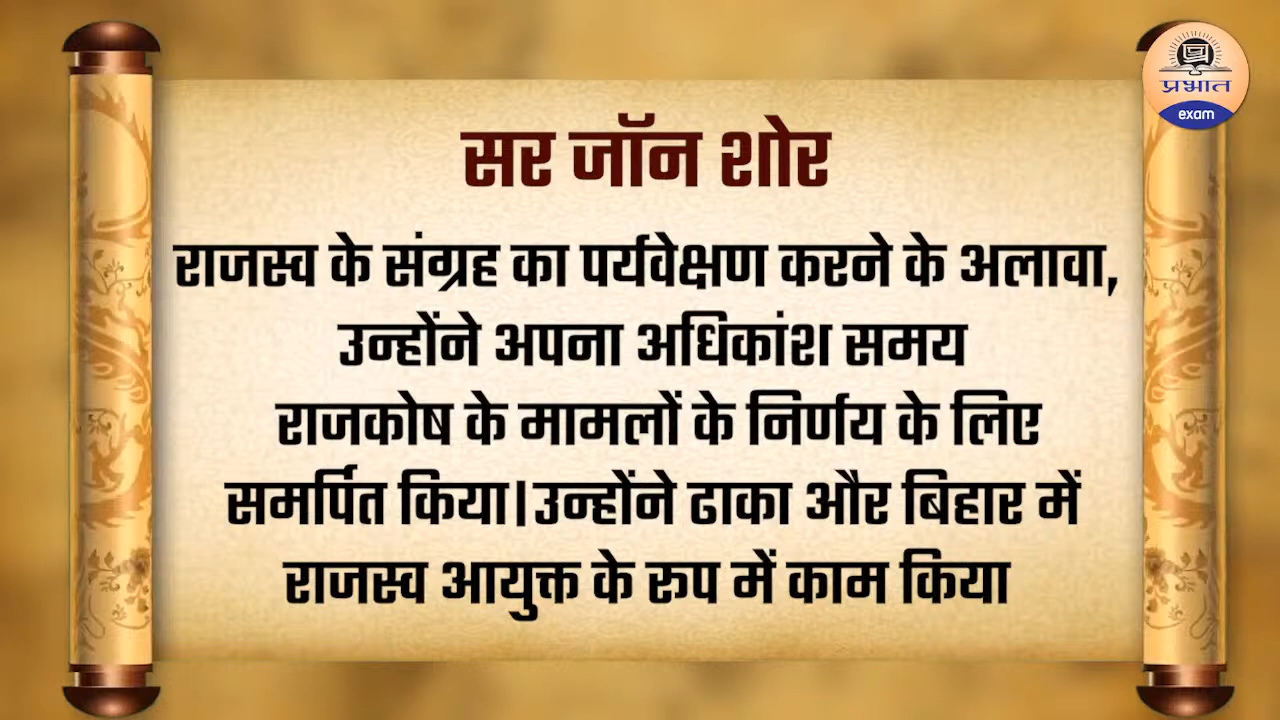 सर जॉन शोर
प्रभात
exam
राजस्व के संग्रह का पर्यवेक्षण करने के अलावा,
उन्होंने अपना अधिकांश समय
राजकोष के मामलों के निर्णय के लिए
समर्पित किया।उन्होंने ढाका और बिहार में
राजस्व आयुक्त के रूप में काम किया